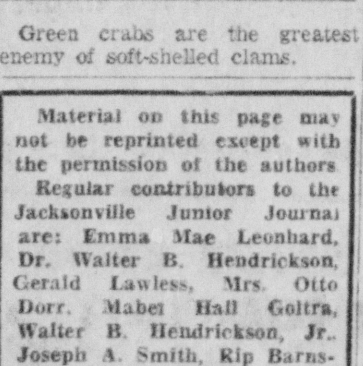 Green crabs are the greatest
enemy of soft-shelled clams.
Material on this page may
not be reprinted except with
the permission of the authors
Regular contributors to the
Jacksonville Junior Journal
are: Emma Mae Leonhard,
Dr. Walter B. Hendrickson,
Gerald Lawless, Mrs. Otto
Dorr, Mabel Hall Goltra,
Walter B. Hendrickson, Jr.,
Joseph A. Smith, Rip Barns-